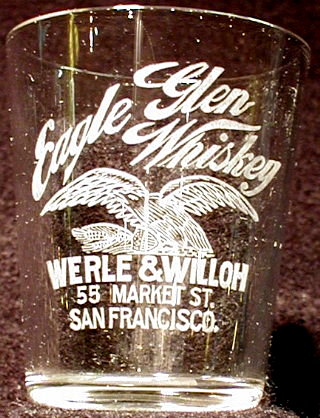 Eagle Glen
Whiskey
WERLE & WILLOH
55 MARKET ST.
SAN FRANCISCO.